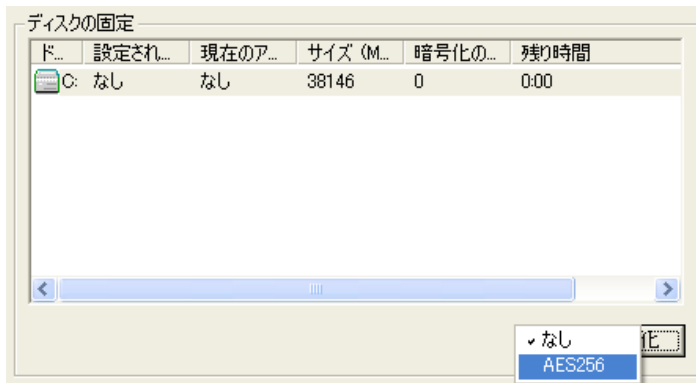 ディスクの固定
ド... 設定され... 現在のア... サイズ (M... 暗号化の... 残り時間
C: なし なし 38146 0 0:00
なし
AES256
化